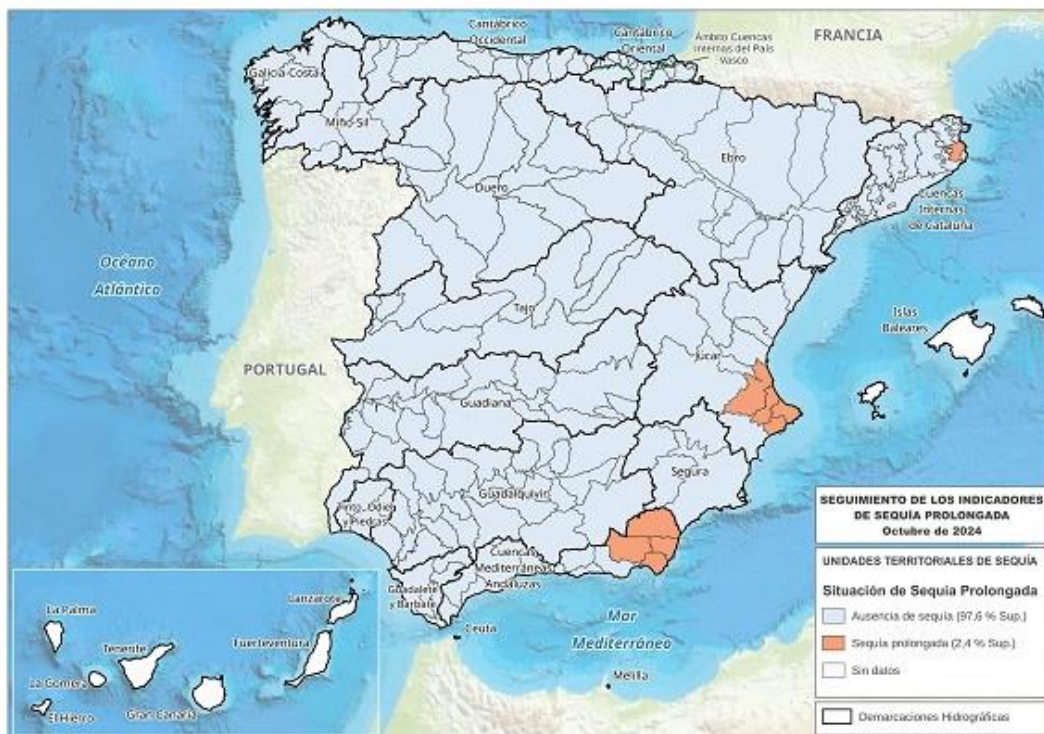 Cantábrico
Occidental
Cantábrico
Oriental
Ámbito Cuencas
Internas del País
Vasco
FRANCIA
Galicia-Costa
Miño-Sil
Ebro
Duero
Cuencas
Internas
de Cataluña
Océano
Atlántico
Tajo
Islas
Baleares
Júcar
PORTUGAL
Guadiana
Segura
Guadalquivir
Tinto, Odiel
y Piedras
Cuencas
Mediterráneas
Andaluzas
Guadalete
y Barbate
Ceuta
Mar
Mediterráneo
Melilla
Lanzarote
La Palma
Fuerteventura
Tenerife
La Gomera
El Hierro
Gran Canaria
SEGUIMIENTO DE LOS INDICADORES
DE SEQUÍA PROLONGADA
Octubre de 2024
UNIDADES TERRITORIALES DE SEQUÍA
Situación de Sequía Prolongada
Ausencia de sequía (97,6 % Sup.)
Sequía prolongada (2,4 % Sup.)
Sin datos
Demarcaciones Hidrográficas